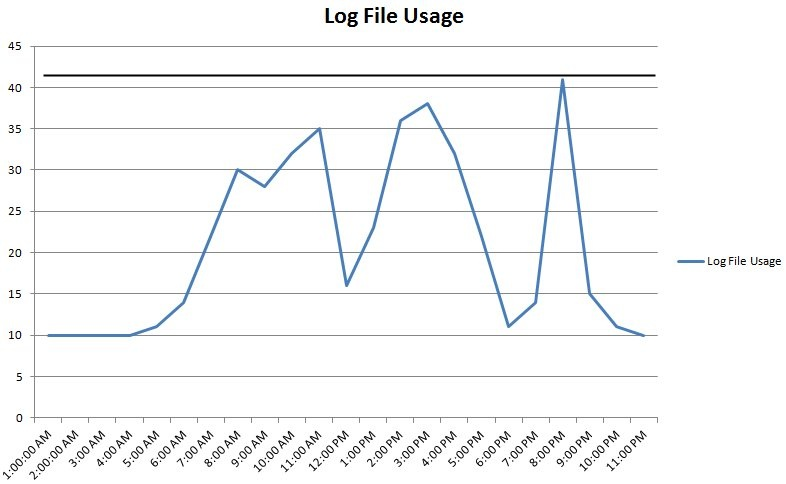 Log File Usage
45
40
35
30
25
20
15
10
5
0
Log File Usage
1:00:00 AM
2:00:00 AM
3:00 AM
4:00 AM
5:00 AM
6:00 AM
7:00 AM
8:00 AM
9:00 AM
10:00 AM
11:00 AM
12:00 PM
1:00 PM
2:00 PM
3:00 PM
4:00 PM
5:00 PM
6:00 PM
7:00 PM
8:00 PM
9:00 PM
10:00 PM
11:00 PM